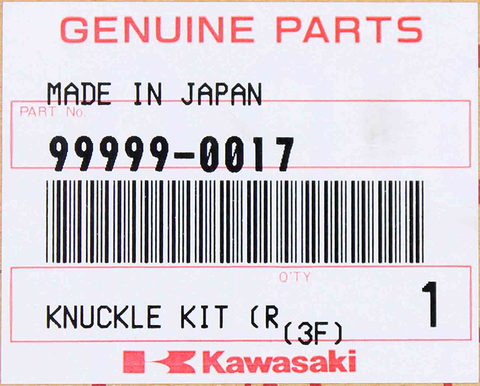 GENUINE PARTS
MADE IN JAPAN
PART No.
99999-0017
Q'TY
KNUCKLE KIT (R (3F) 1
Kawasaki